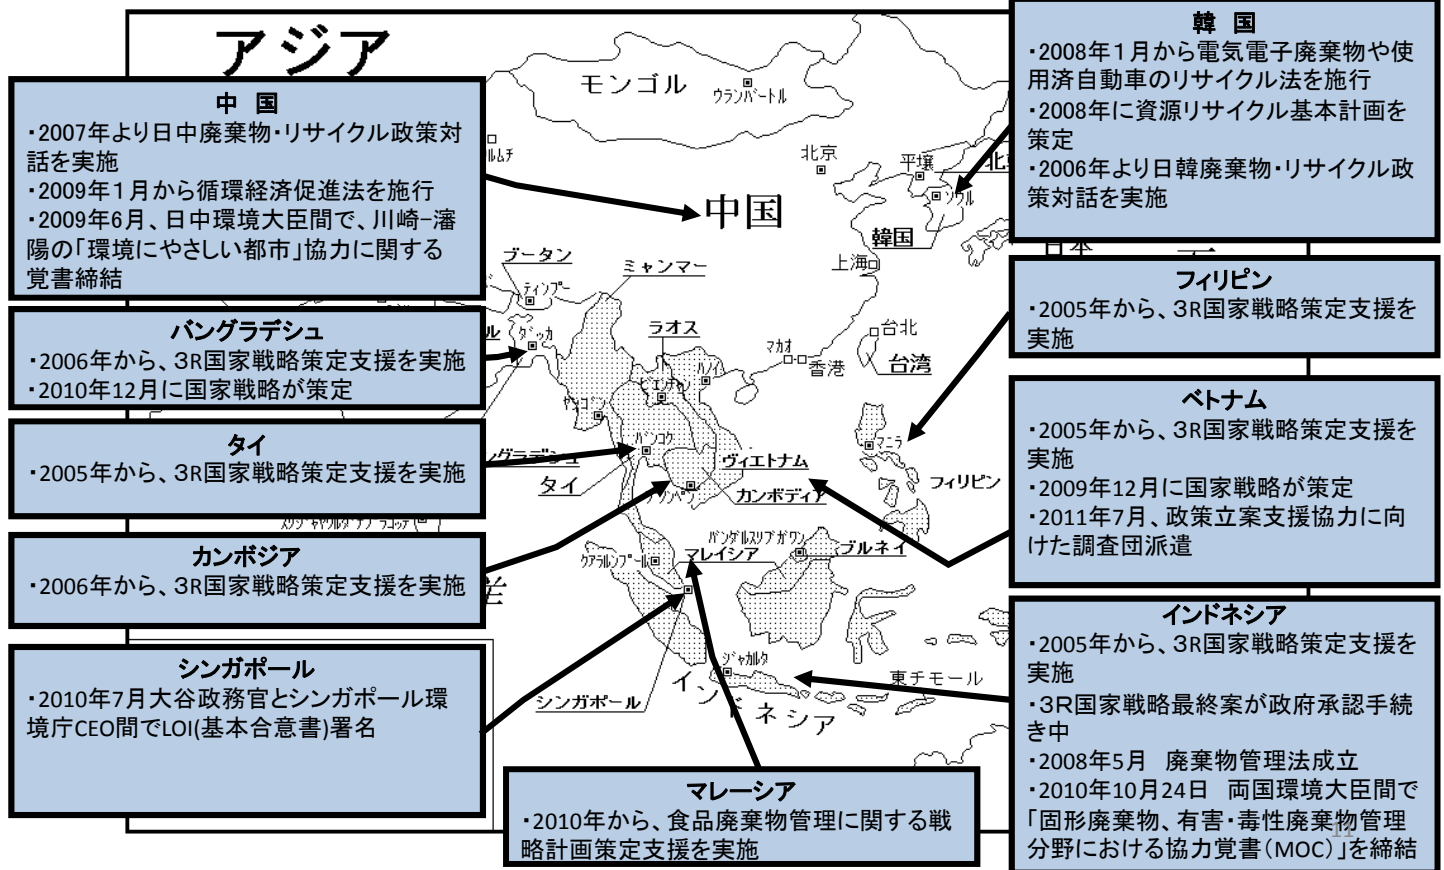 アジア
中 国
・2007年より日中廃棄物・リサイクル政策対
話を実施
・2009年1月から循環経済促進法を施行
・2009年6月、日中環境大臣間で、川崎-瀋
陽の「環境にやさしい都市」協力に関する
覚書締結
バングラデシュ
・2006年から、3R国家戦略策定支援を実施
・2010年12月に国家戦略が策定
タイ
・2005年から、3R国家戦略策定支援を実施
カンボジア
・2006年から、3R国家戦略策定支援を実施
シンガポール
・2010年7月大谷政務官とシンガポール環
境庁CEO間でLOI(基本合意書)署名
マレーシア
・2010年から、食品廃棄物管理に関する戦
略計画策定支援を実施
韓 国
・2008年1月から電気電子廃棄物や使
用済自動車のリサイクル法を施行
・2008年に資源リサイクル基本計画を
策定
・2006年より日韓廃棄物・リサイクル政
策対話を実施
フィリピン
・2005年から、3R国家戦略策定支援を
実施
ベトナム
・2005年から、3R国家戦略策定支援を
実施
・2009年12月に国家戦略が策定
・2011年7月、政策立案支援協力に向
けた調査団派遣
インドネシア
・2005年から、3R国家戦略策定支援を
実施
・3R国家戦略最終案が政府承認手続
き中
・2008年5月 廃棄物管理法成立
・2010年10月24日 両国環境大臣間で
「固形廃棄物、有害・毒性廃棄物管理
分野における協力覚書(MOC)」を締結
11
モンゴル
ウランバートル
北京
平壌
ソウル
中国
韓国
日本
上海
ブータン
ティンプー
ミャンマー
ダッカ
ラオス
台北
マカオ
香港
台湾
ハノイ
ビエンチャン
ヤンゴン
バンコク
マニラ
ングラデシュ
ヴィエトナム
タイ
カンボディア
プノンペン
フィリピン
バンダルスリブガワン
クアラルンプール
マレイシア
ブルネイ
ジャカルタ
東チモール
シンガポール
インドネシア